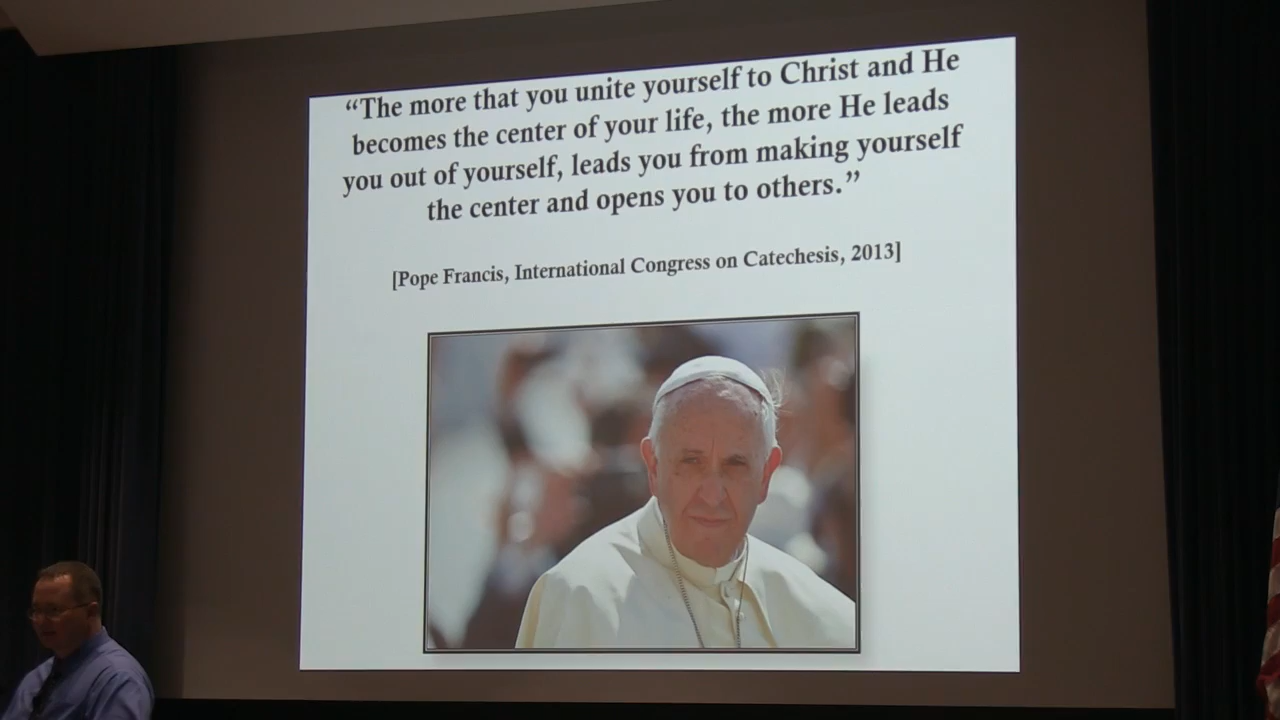 “The more that you unite yourself to Christ and He
becomes the center of your life, the more He leads
you out of yourself, leads you from making yourself
the center and opens you to others.”
[Pope Francis, International Congress on Catechesis, 2013]